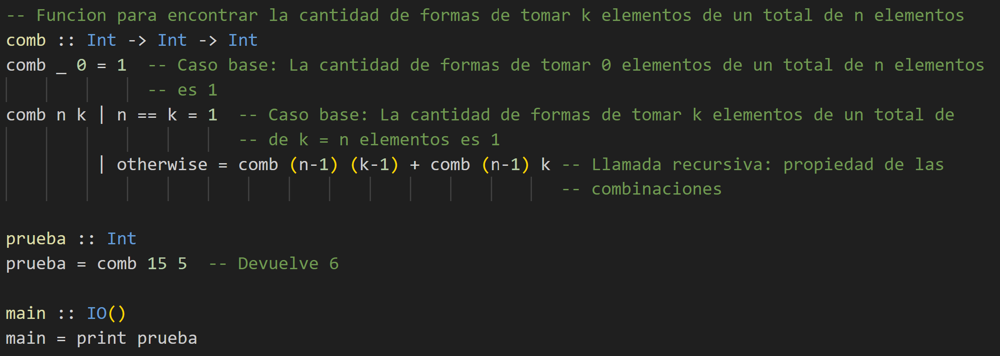 -- Funcion para encontrar la cantidad de formas de tomar k elementos de un total de n elementos
comb :: Int -> Int -> Int
comb _ 0 = 1  -- Caso base: La cantidad de formas de tomar 0 elementos de un total de n elementos
              -- es 1
comb n k | n == k = 1  -- Caso base: La cantidad de formas de tomar k elementos de un total de
                       -- de k = n elementos es 1
         | otherwise = comb (n-1) (k-1) + comb (n-1) k -- Llamada recursiva: propiedad de las
                                                       -- combinaciones
prueba :: Int
prueba = comb 15 5  -- Devuelve 6
main :: IO()
main = print prueba